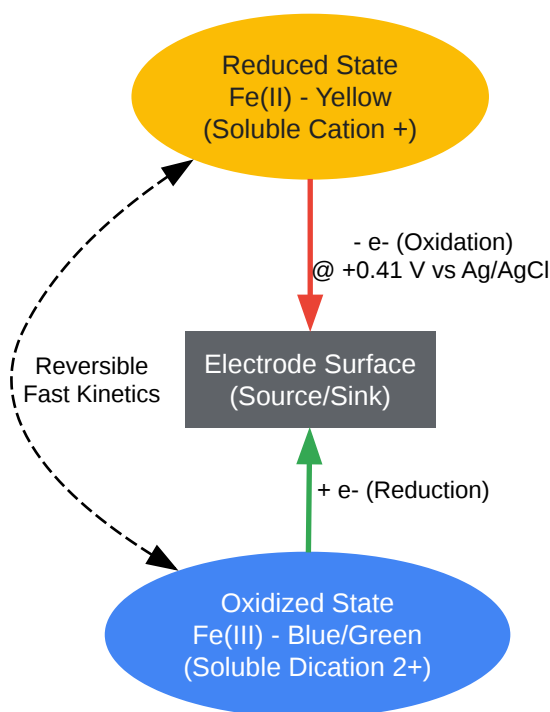 Reduced State
Fe(II) - Yellow
(Soluble Cation +)
- e- (Oxidation)
@ +0.41 V vs Ag/AgCl
Electrode Surface
(Source/Sink)
Reversible
Fast Kinetics
+ e- (Reduction)
Oxidized State
Fe(III) - Blue/Green
(Soluble Dication 2+)